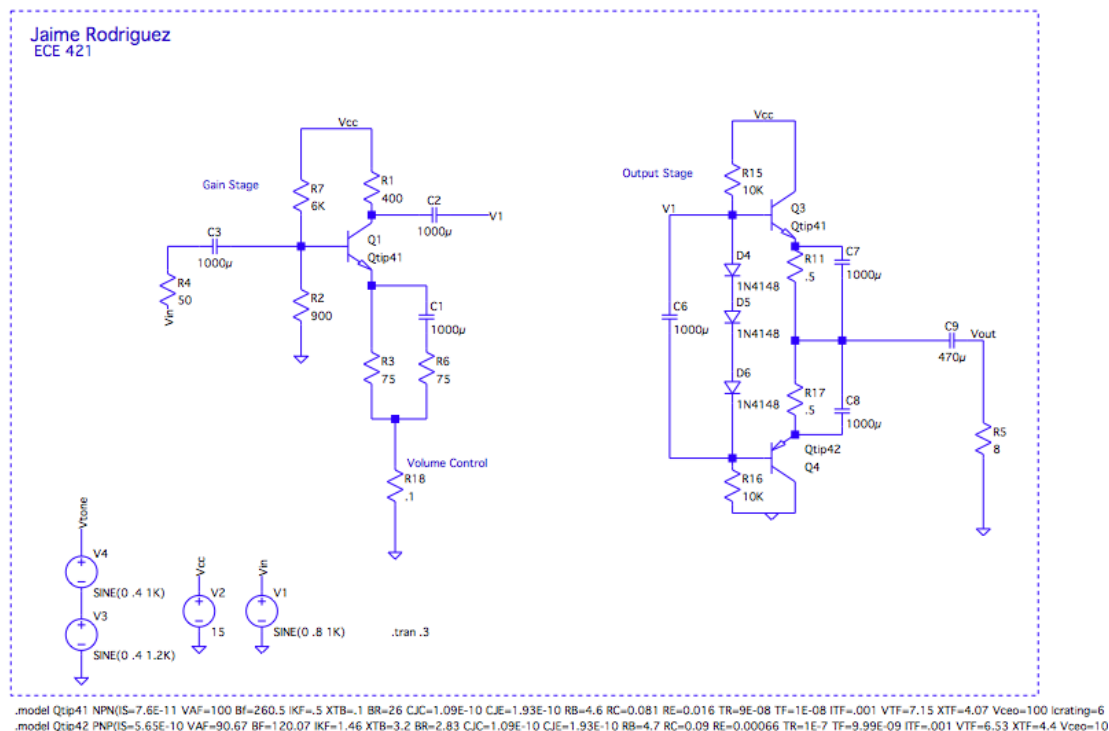 Jaime Rodriguez
ECE 421
Vcc
Vcc
Gain Stage
Output Stage
R7
6K
R1
400
R15
10K
C2
1000µ
V1
V1
Q3
Qtip41
C3
1000µ
Q1
Qtip41
R4
50
Vin
R2
900
C1
1000µ
R3
75
R6
75
Volume Control
R18
.1
D4
1N4148
D5
1N4148
D6
1N4148
C6
1000µ
R11
.5
C7
1000µ
C9
470µ
Vout
R17
.5
C8
1000µ
R5
8
Qtip42
Q4
R16
10K
Vtone
V4
SINE(0 .4 1K)
V3
SINE(0 .4 1.2K)
Vcc
V2
15
Vin
V1
SINE(0 .8 1K)
.tran .3
.model Qtip41 NPN(IS=7.6E-11 VAF=100 Bf=260.5 IKF=.5 XTB=.1 BR=26 CJC=1.09E-10 CJE=1.93E-10 RB=4.6 RC=0.081 RE=0.016 TR=9E-08 TF=1E-08 ITF=.001 VTF=7.15 XTF=4.07 Vceo=100 Icrating=6
.model Qtip42 PNP(IS=5.65E-10 VAF=90.67 BF=120.07 IKF=1.46 XTB=3.2 BR=2.83 CJC=1.09E-10 CJE=1.93E-10 RB=4.7 RC=0.09 RE=0.00066 TR=1E-7 TF=9.99E-09 ITF=.001 VTF=6.53 XTF=4.4 Vceo=10